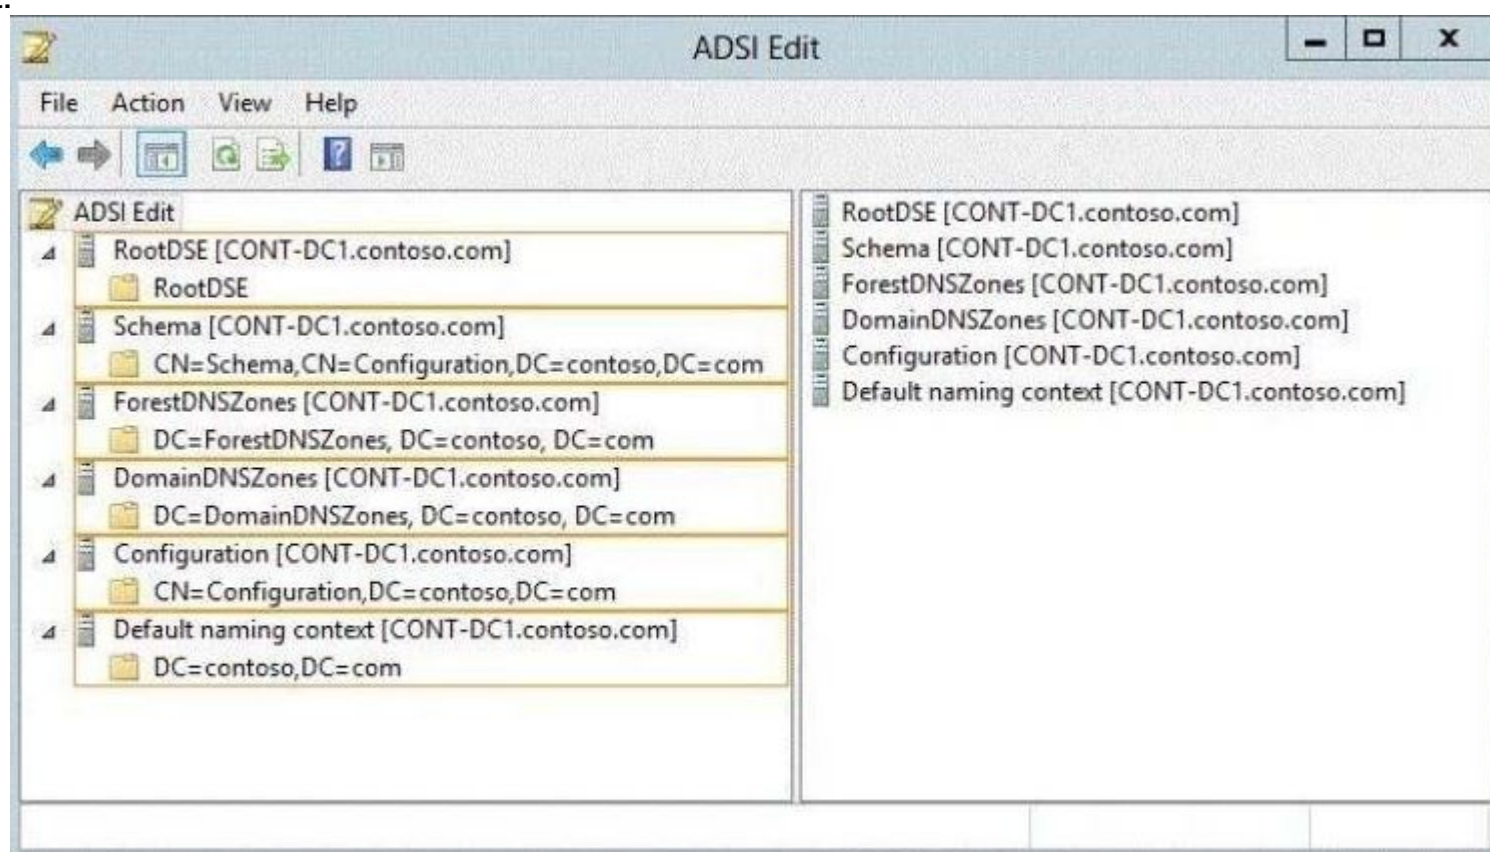 ADSI Edit
File Action View Help
ADSI Edit
RootDSE [CONT-DC1.contoso.com]
RootDSE
Schema [CONT-DC1.contoso.com]
CN=Schema,CN=Configuration,DC=contoso,DC=com
ForestDNSZones [CONT-DC1.contoso.com]
DC=ForestDNSZones, DC=contoso, DC=com
DomainDNSZones [CONT-DC1.contoso.com]
DC=DomainDNSZones, DC=contoso, DC=com
Configuration [CONT-DC1.contoso.com]
CN=Configuration,DC=contoso,DC=com
Default naming context [CONT-DC1.contoso.com]
DC=contoso,DC=com
RootDSE [CONT-DC1.contoso.com]
Schema [CONT-DC1.contoso.com]
ForestDNSZones [CONT-DC1.contoso.com]
DomainDNSZones [CONT-DC1.contoso.com]
Configuration [CONT-DC1.contoso.com]
Default naming context [CONT-DC1.contoso.com]